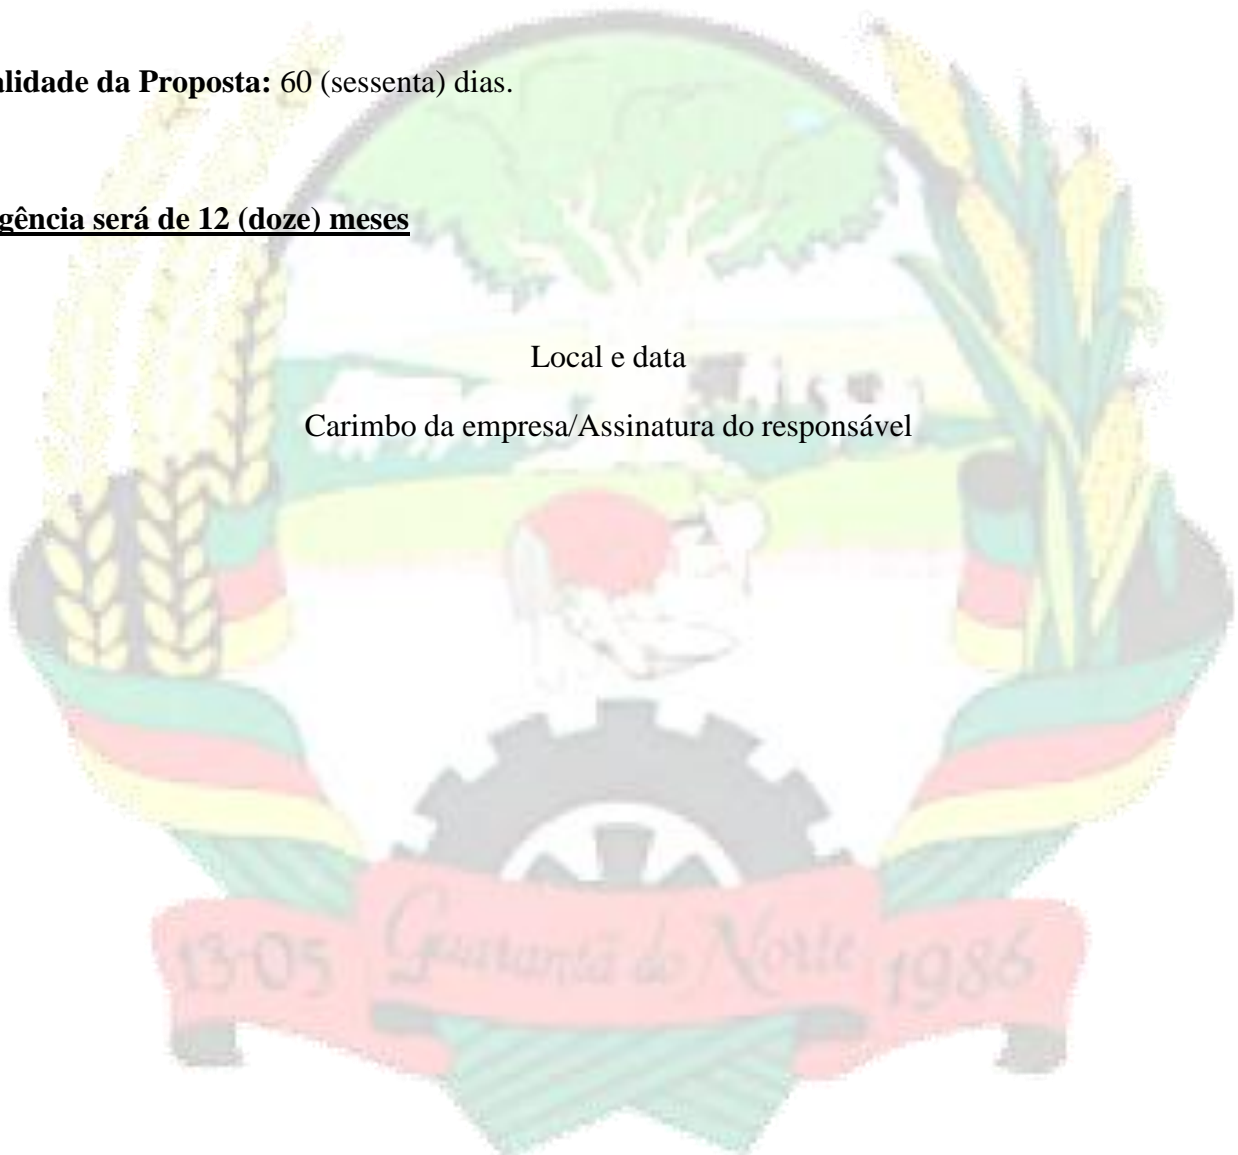 alidade da Proposta: 60 (sessenta) dias.
gência será de 12 (doze) meses
Local e data
Carimbo da empresa/Assinatura do responsável
13-05 Guarantã do Norte 1986